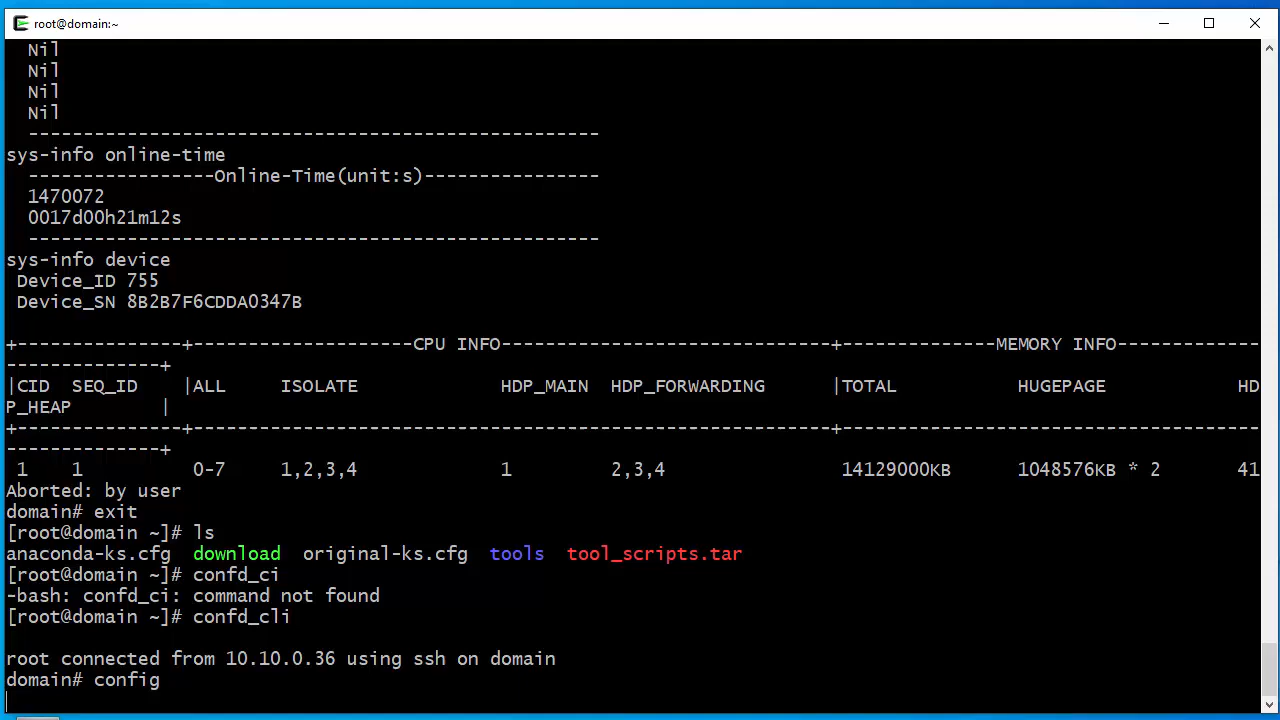 root@domain:~
Nil
Nil
Nil
Nil
----------------------------------------------------
sys-info online-time
-----------------Online-Time(unit:s)----------------
1470072
0017d00h21m12s
----------------------------------------------------
sys-info device
Device_ID 755
Device_SN 8B2B7F6CDDA0347B
+---------------+--------------------CPU INFO------------------------------+--------------MEMORY INFO-------------
--------------+
|CID  SEQ_ID    |ALL     ISOLATE             HDP_MAIN  HDP_FORWARDING      |TOTAL           HUGEPAGE            HD
P_HEAP        |
+---------------+----------------------------------------------------------+--------------------------------------
--------------+
1    1          0-7     1,2,3,4             1         2,3,4                14129000KB      1048576KB * 2       41
Aborted: by user
domain# exit
[root@domain ~]# ls
anaconda-ks.cfg  download  original-ks.cfg  tools  tool_scripts.tar
[root@domain ~]# confd_ci
-bash: confd_ci: command not found
[root@domain ~]# confd_cli
root connected from 10.10.0.36 using ssh on domain
domain# config